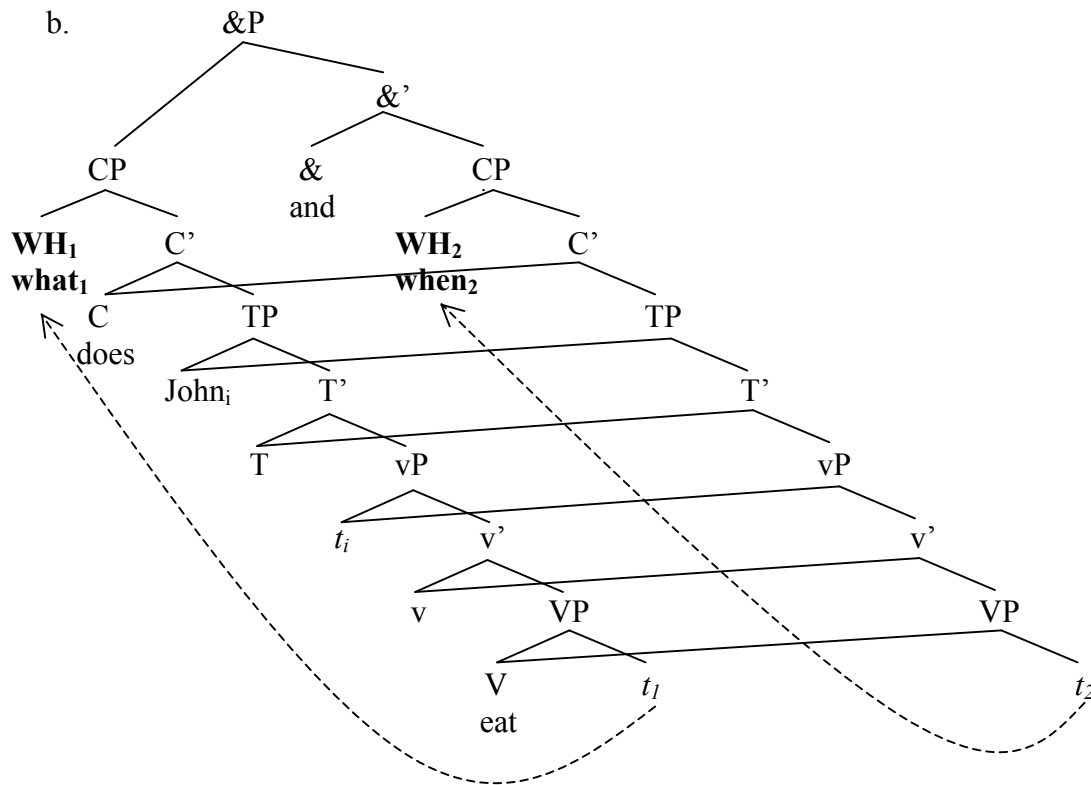 b. &P
&’
CP & CP
and
WH₁ C’ WH₂ C’
what₁ when₂
C TP TP
does
Johnᵢ T’ T’
T vP vP
tᵢ v’ v’
v VP VP
V t₁ t₂
eat